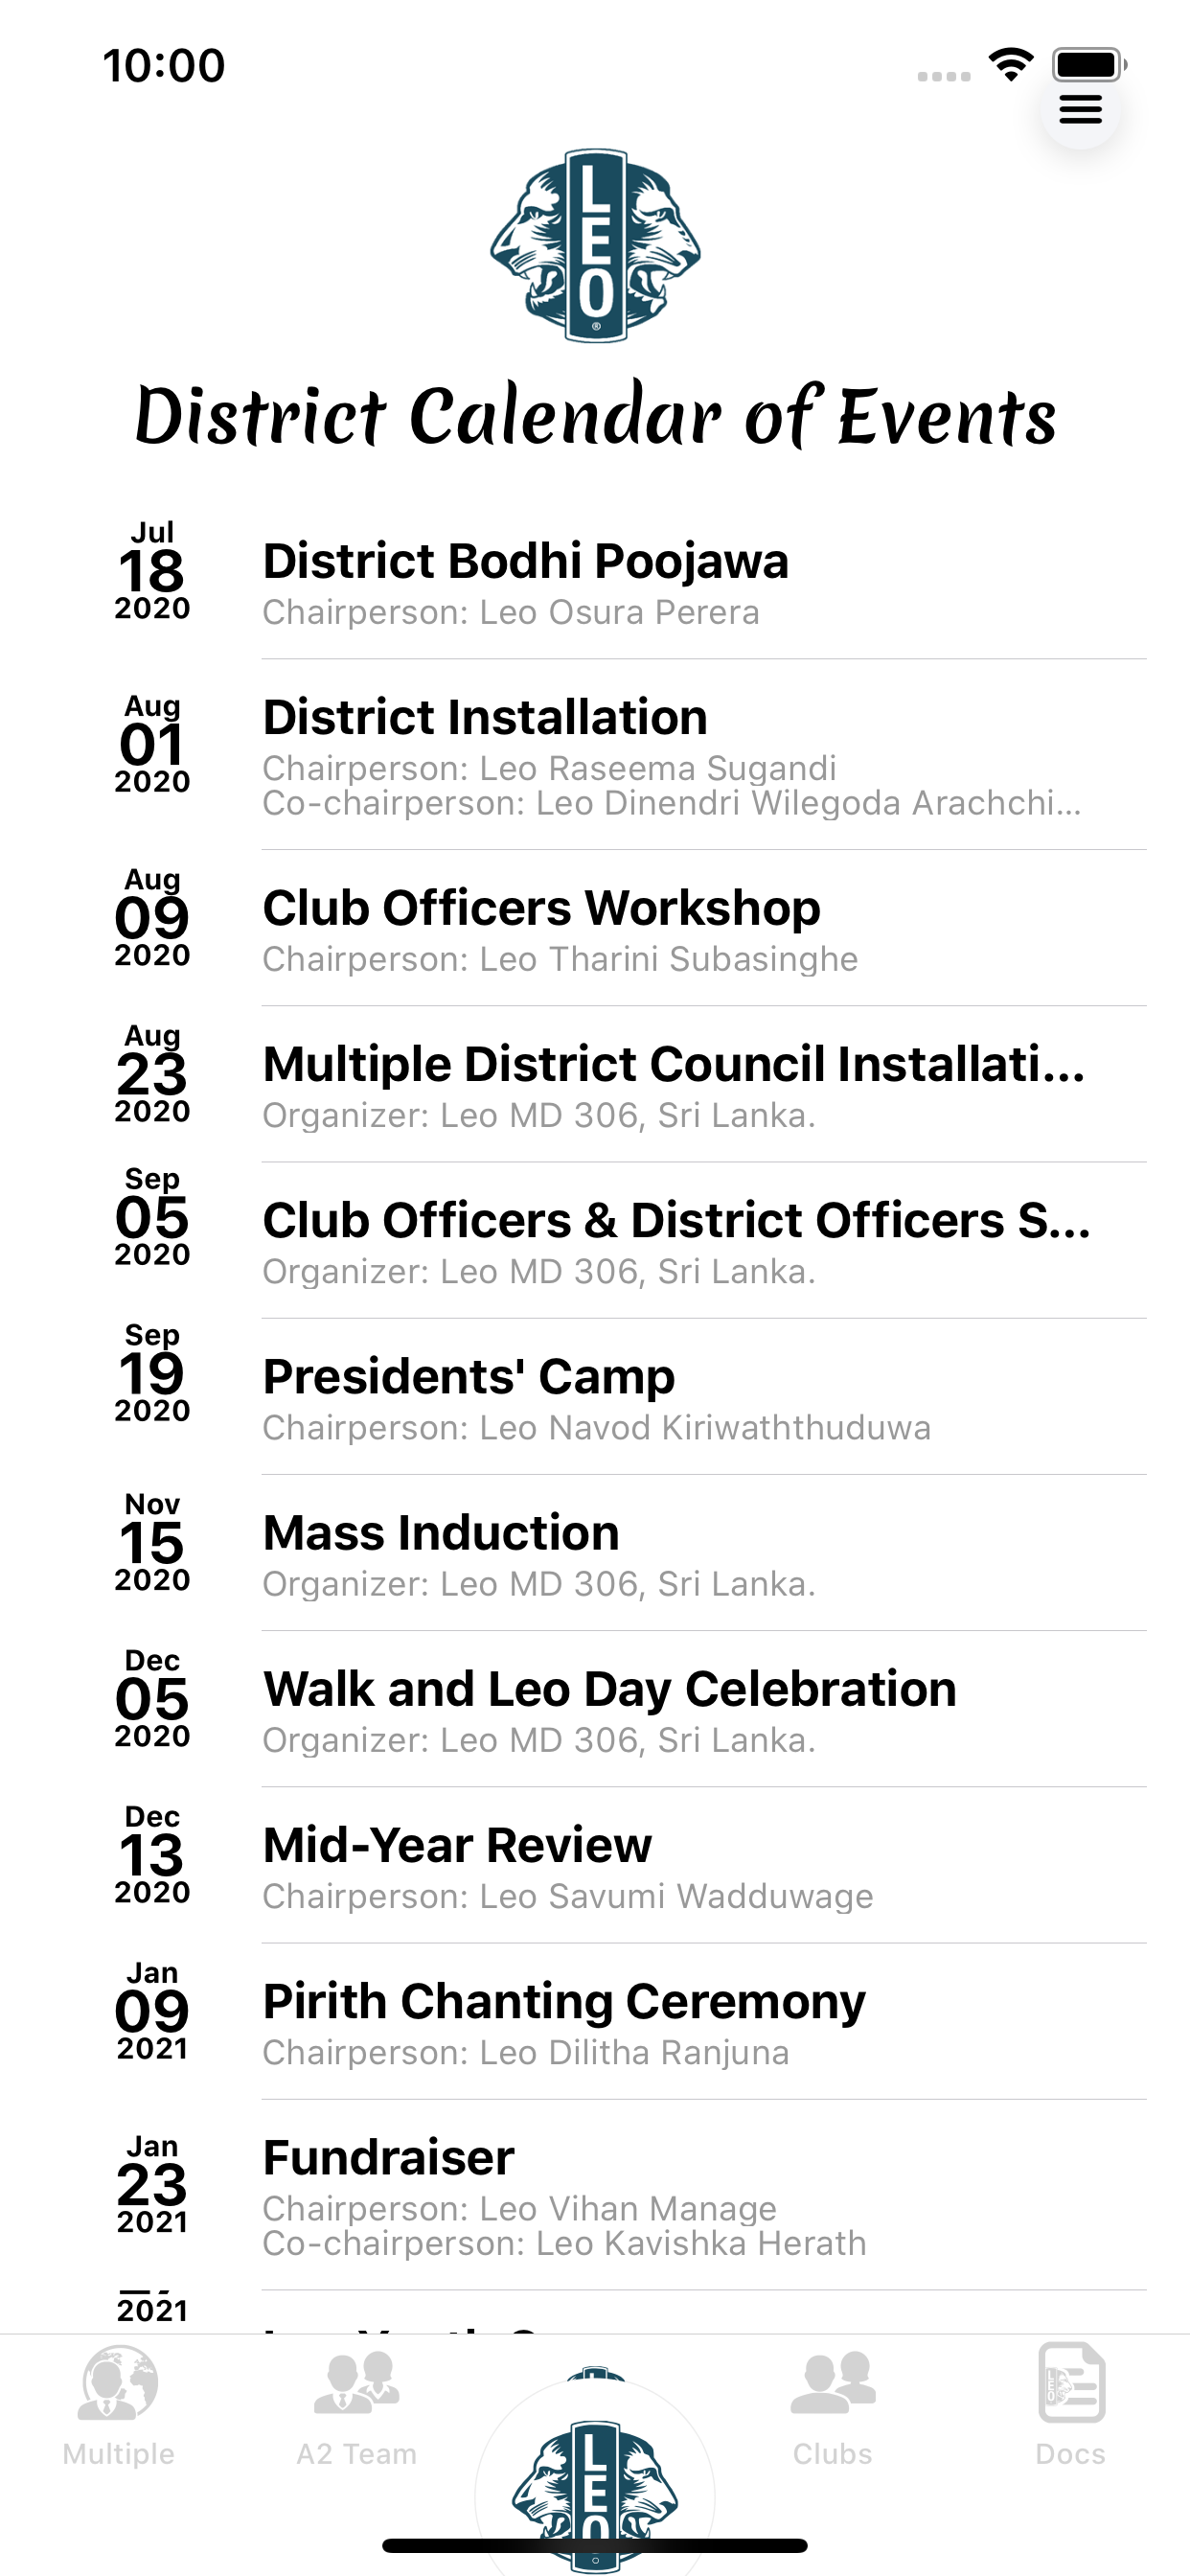 10:00
LEO
®
District Calendar of Events
Jul
18
2020
District Bodhi Poojawa
Chairperson: Leo Osura Perera
Aug
01
2020
District Installation
Chairperson: Leo Raseema Sugandi
Co-chairperson: Leo Dinendri Wilegoda Arachchi...
Aug
09
2020
Club Officers Workshop
Chairperson: Leo Tharini Subasinghe
Aug
23
2020
Multiple District Council Installati...
Organizer: Leo MD 306, Sri Lanka.
Sep
05
2020
Club Officers & District Officers S...
Organizer: Leo MD 306, Sri Lanka.
Sep
19
2020
Presidents' Camp
Chairperson: Leo Navod Kiriwaththuduwa
Nov
15
2020
Mass Induction
Organizer: Leo MD 306, Sri Lanka.
Dec
05
2020
Walk and Leo Day Celebration
Organizer: Leo MD 306, Sri Lanka.
Dec
13
2020
Mid-Year Review
Chairperson: Leo Savumi Wadduwage
Jan
09
2021
Pirith Chanting Ceremony
Chairperson: Leo Dilitha Ranjuna
Jan
23
2021
Fundraiser
Chairperson: Leo Vihan Manage
Co-chairperson: Leo Kavishka Herath
2021
Multiple
A2 Team
LEO
Clubs
Docs